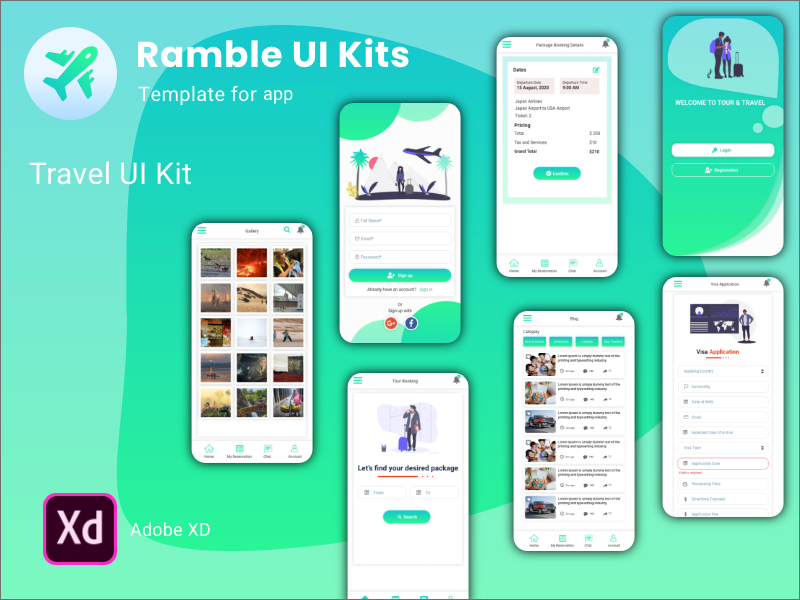 Ramble UI Kits
Template for app
Travel UI Kit
Xd
Adobe XD
Gallery
Home
My Reservation
Chat
Account
Full Name*
Email*
Password*
Sign up
Already have an account? Sign in
Or
Sign up with
G+
f
Tour Booking
Let's find your desired package
From
To
Search
Package Booking Details
Dates
Departure Date
15 August, 2020
Departure Time
9:00 AM
Japan Airlines
Japan Airport to USA Airport
Ticket: 2
Pricing
Total
Tax and Services
$10
Grand Total
$210
Confirm
Home
My Reservation
Chat
Account
Blog
Category
Lorem Ipsum is simply dummy text of the
printing and typesetting industry
Lorem Ipsum is simply dummy text of the
printing and typesetting industry
Lorem Ipsum is simply dummy text of the
printing and typesetting industry
Lorem Ipsum is simply dummy text of the
printing and typesetting industry
Lorem Ipsum is simply dummy text of the
printing and typesetting industry
Lorem Ipsum is simply dummy text of the
printing and typesetting industry
Home
My Reservation
Chat
Account
WELCOME TO TOUR & TRAVEL
Login
Registration
Visa Application
Visa Application
Applying Country
Nationality
Date of Birth
Email
Expected Date of Arrival
Visa Type
Application Date
Processing Time
Downtime Payment
Application Fee